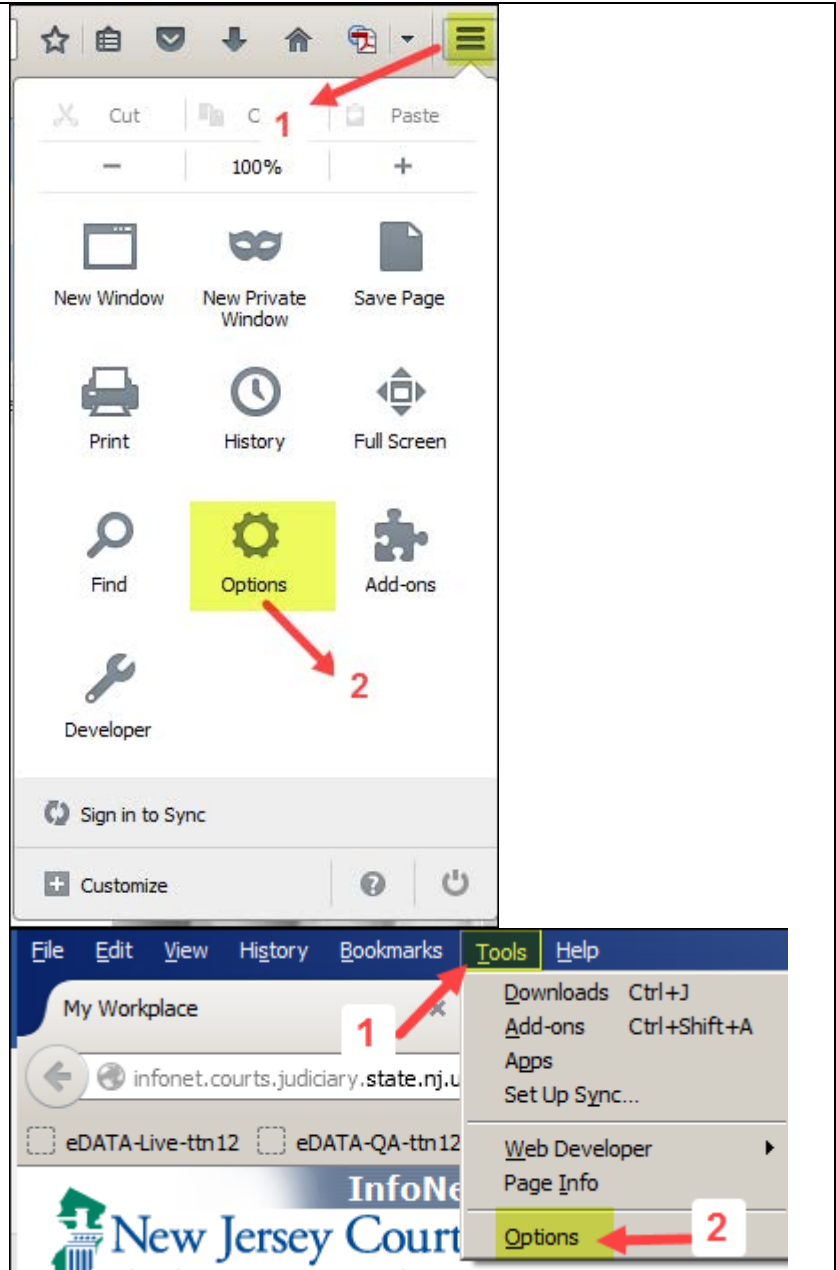 Cut C 1 Paste
100%
New Window New Private Window Save Page
Print History Full Screen
Find Options Add-ons
2
Developer
Sign in to Sync
Customize
File Edit View History Bookmarks Tools Help
My Workplace
1
infonet.courts.judiciary.state.nj.u
eDATA-Live-ttn12 eDATA-QA-ttn12
Downloads Ctrl+J
Add-ons Ctrl+Shift+A
Apps
Set Up Sync...
Web Developer
Page Info
Options 2
InfoNe
New Jersey Court